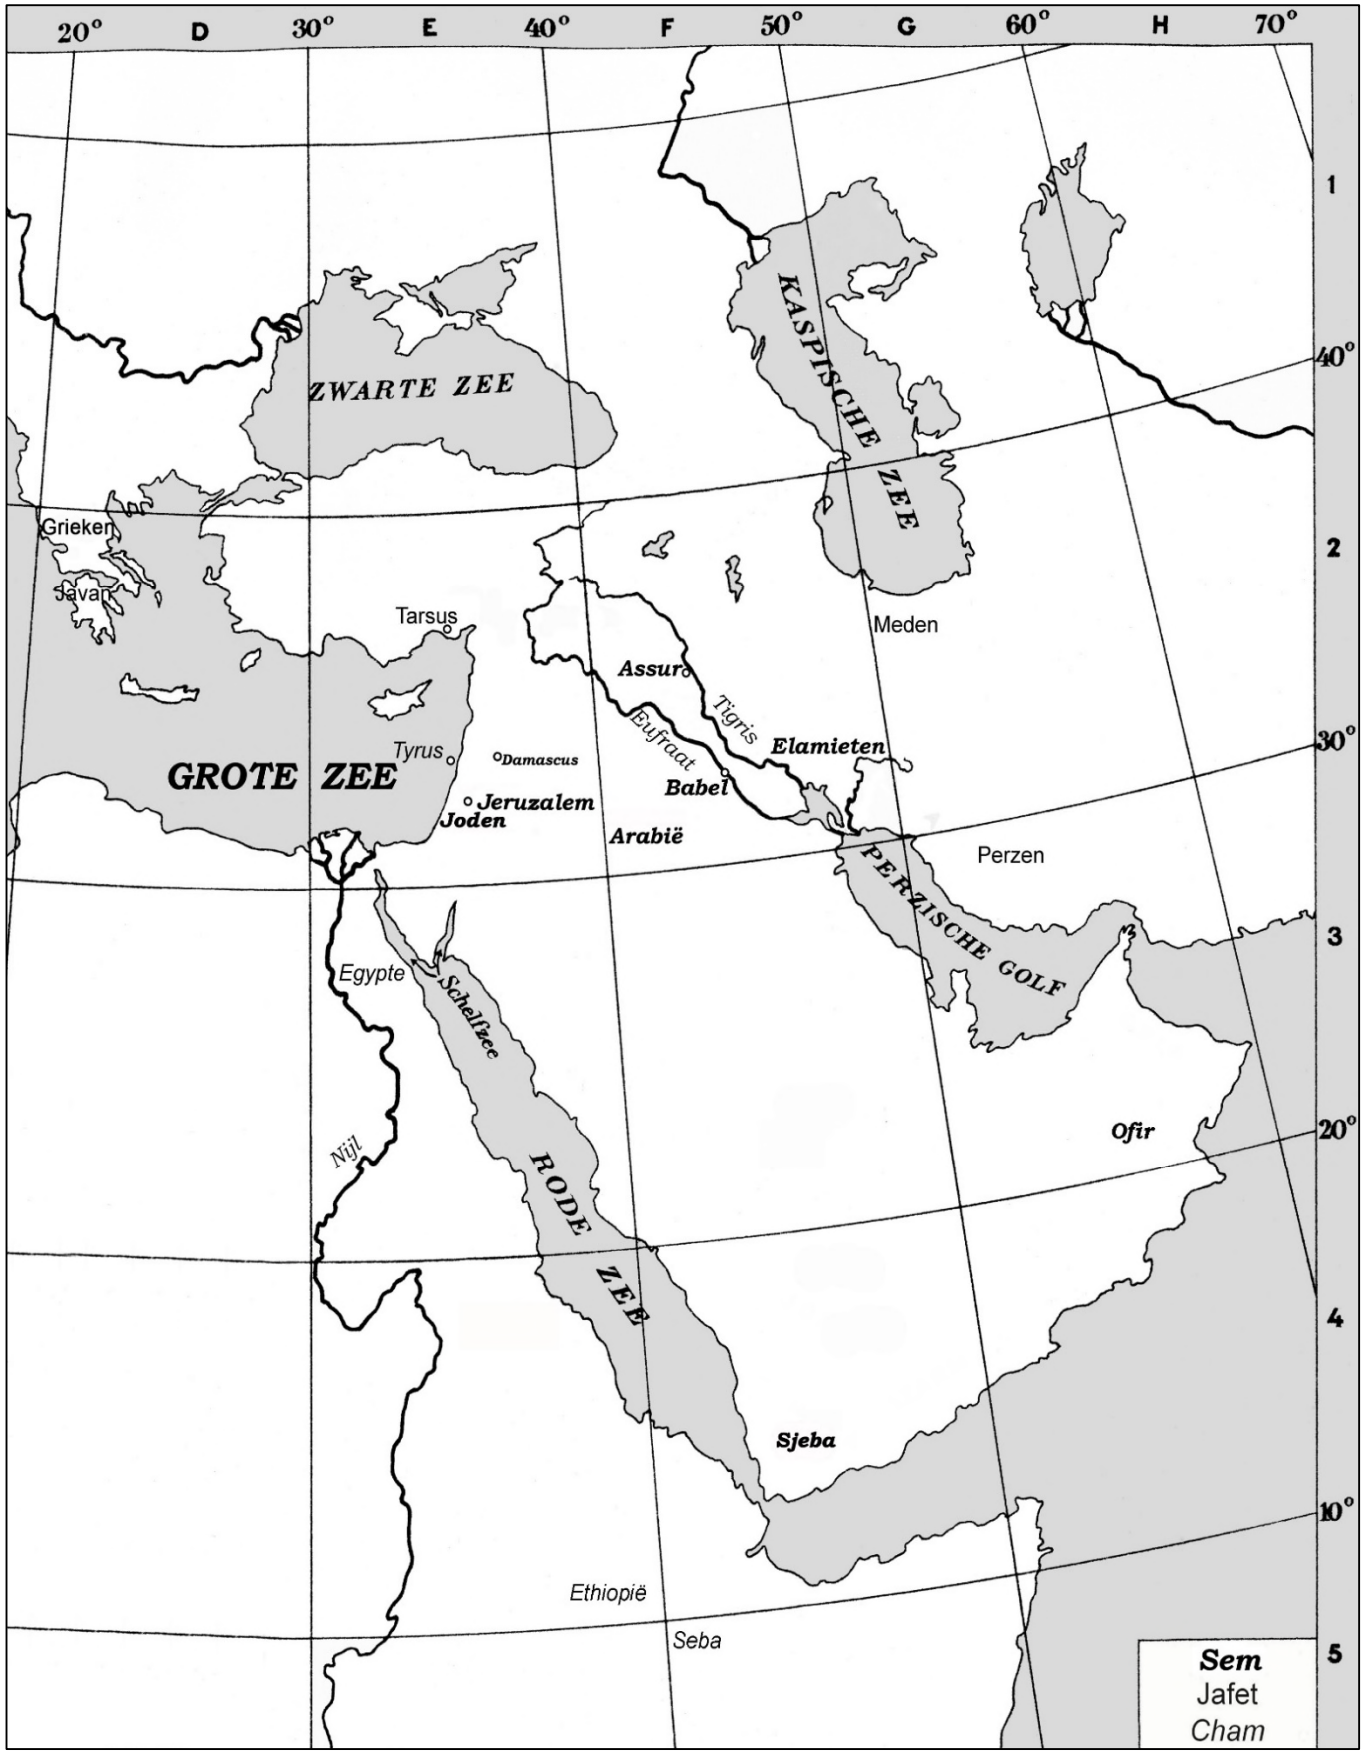 20° D 30° E 40° F 50° G 60° H 70°
1
KASPISCHE ZEE
40°
ZWARTE ZEE
Grieken
2
Javan
Tarsus
Meden
Assur
Tigris
Eufraat
30°
Elamieten
Tyrus
Damascus
GROTE ZEE
Babel
Jeruzalem
Joden
Arabië
Perzen
PERZISCHE GOLF
3
Egypte
Schelfzee
Ofir
20°
Nijl
RODE ZEE
4
Sjeba
10°
Ethiopië
Seba
5
Sem
Jafet
Cham